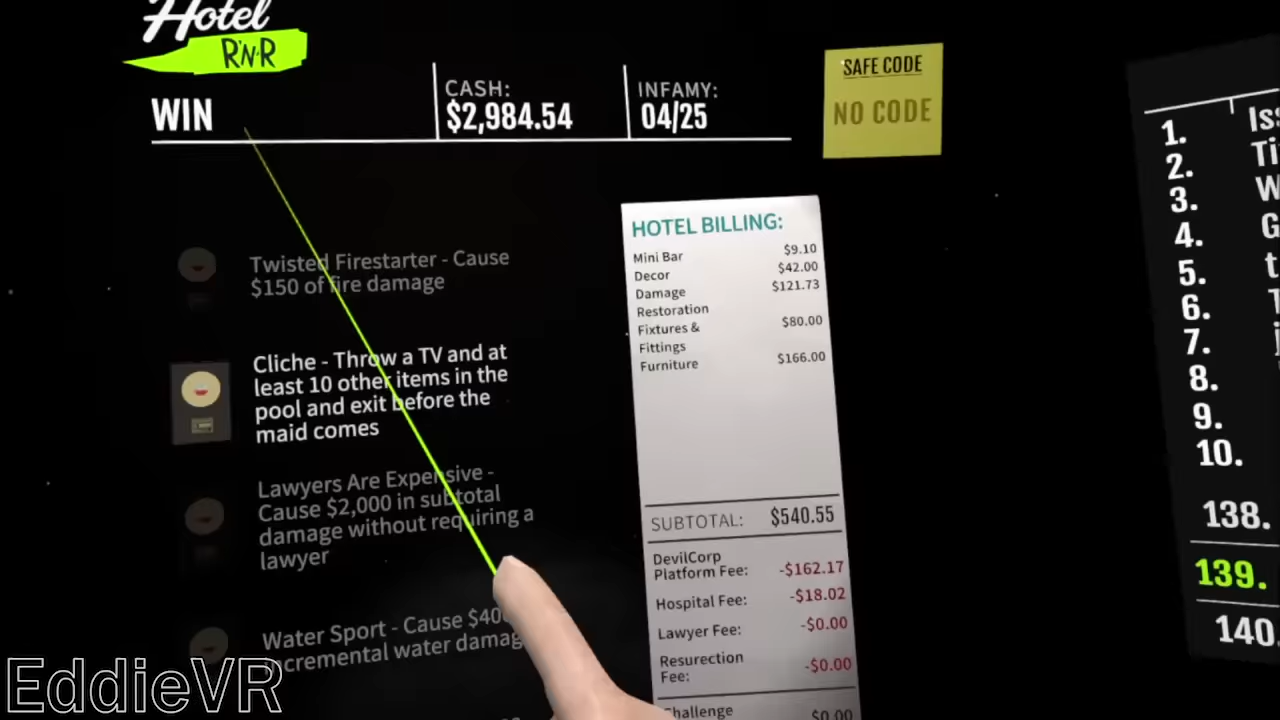 Hotel
R'N'R
WIN
CASH:
$2,984.54
INFAMY:
04/25
SAFE CODE
NO CODE
Twisted Firestarter - Cause
$150 of fire damage
Cliche - Throw a TV and at
least 10 other items in the
pool and exit before the
maid comes
Lawyers Are Expensive -
Cause $2,000 in subtotal
damage without requiring a
lawyer
Water Sport - Cause
incremental water
HOTEL BILLING:
Mini Bar $9.10
Decor $42.00
Damage $121.73
Restoration
Fixtures & $80.00
Fittings
Furniture $166.00
SUBTOTAL: $540.55
DevilCorp
Platform Fee: -$162.17
Hospital Fee: -$18.02
Lawyer Fee: -$0.00
Resurection
Fee: -$0.00
Challenge $0.00
1.
2.
3.
4.
5.
6.
7.
8.
9.
10.
138.
139.
140.
EddieVR